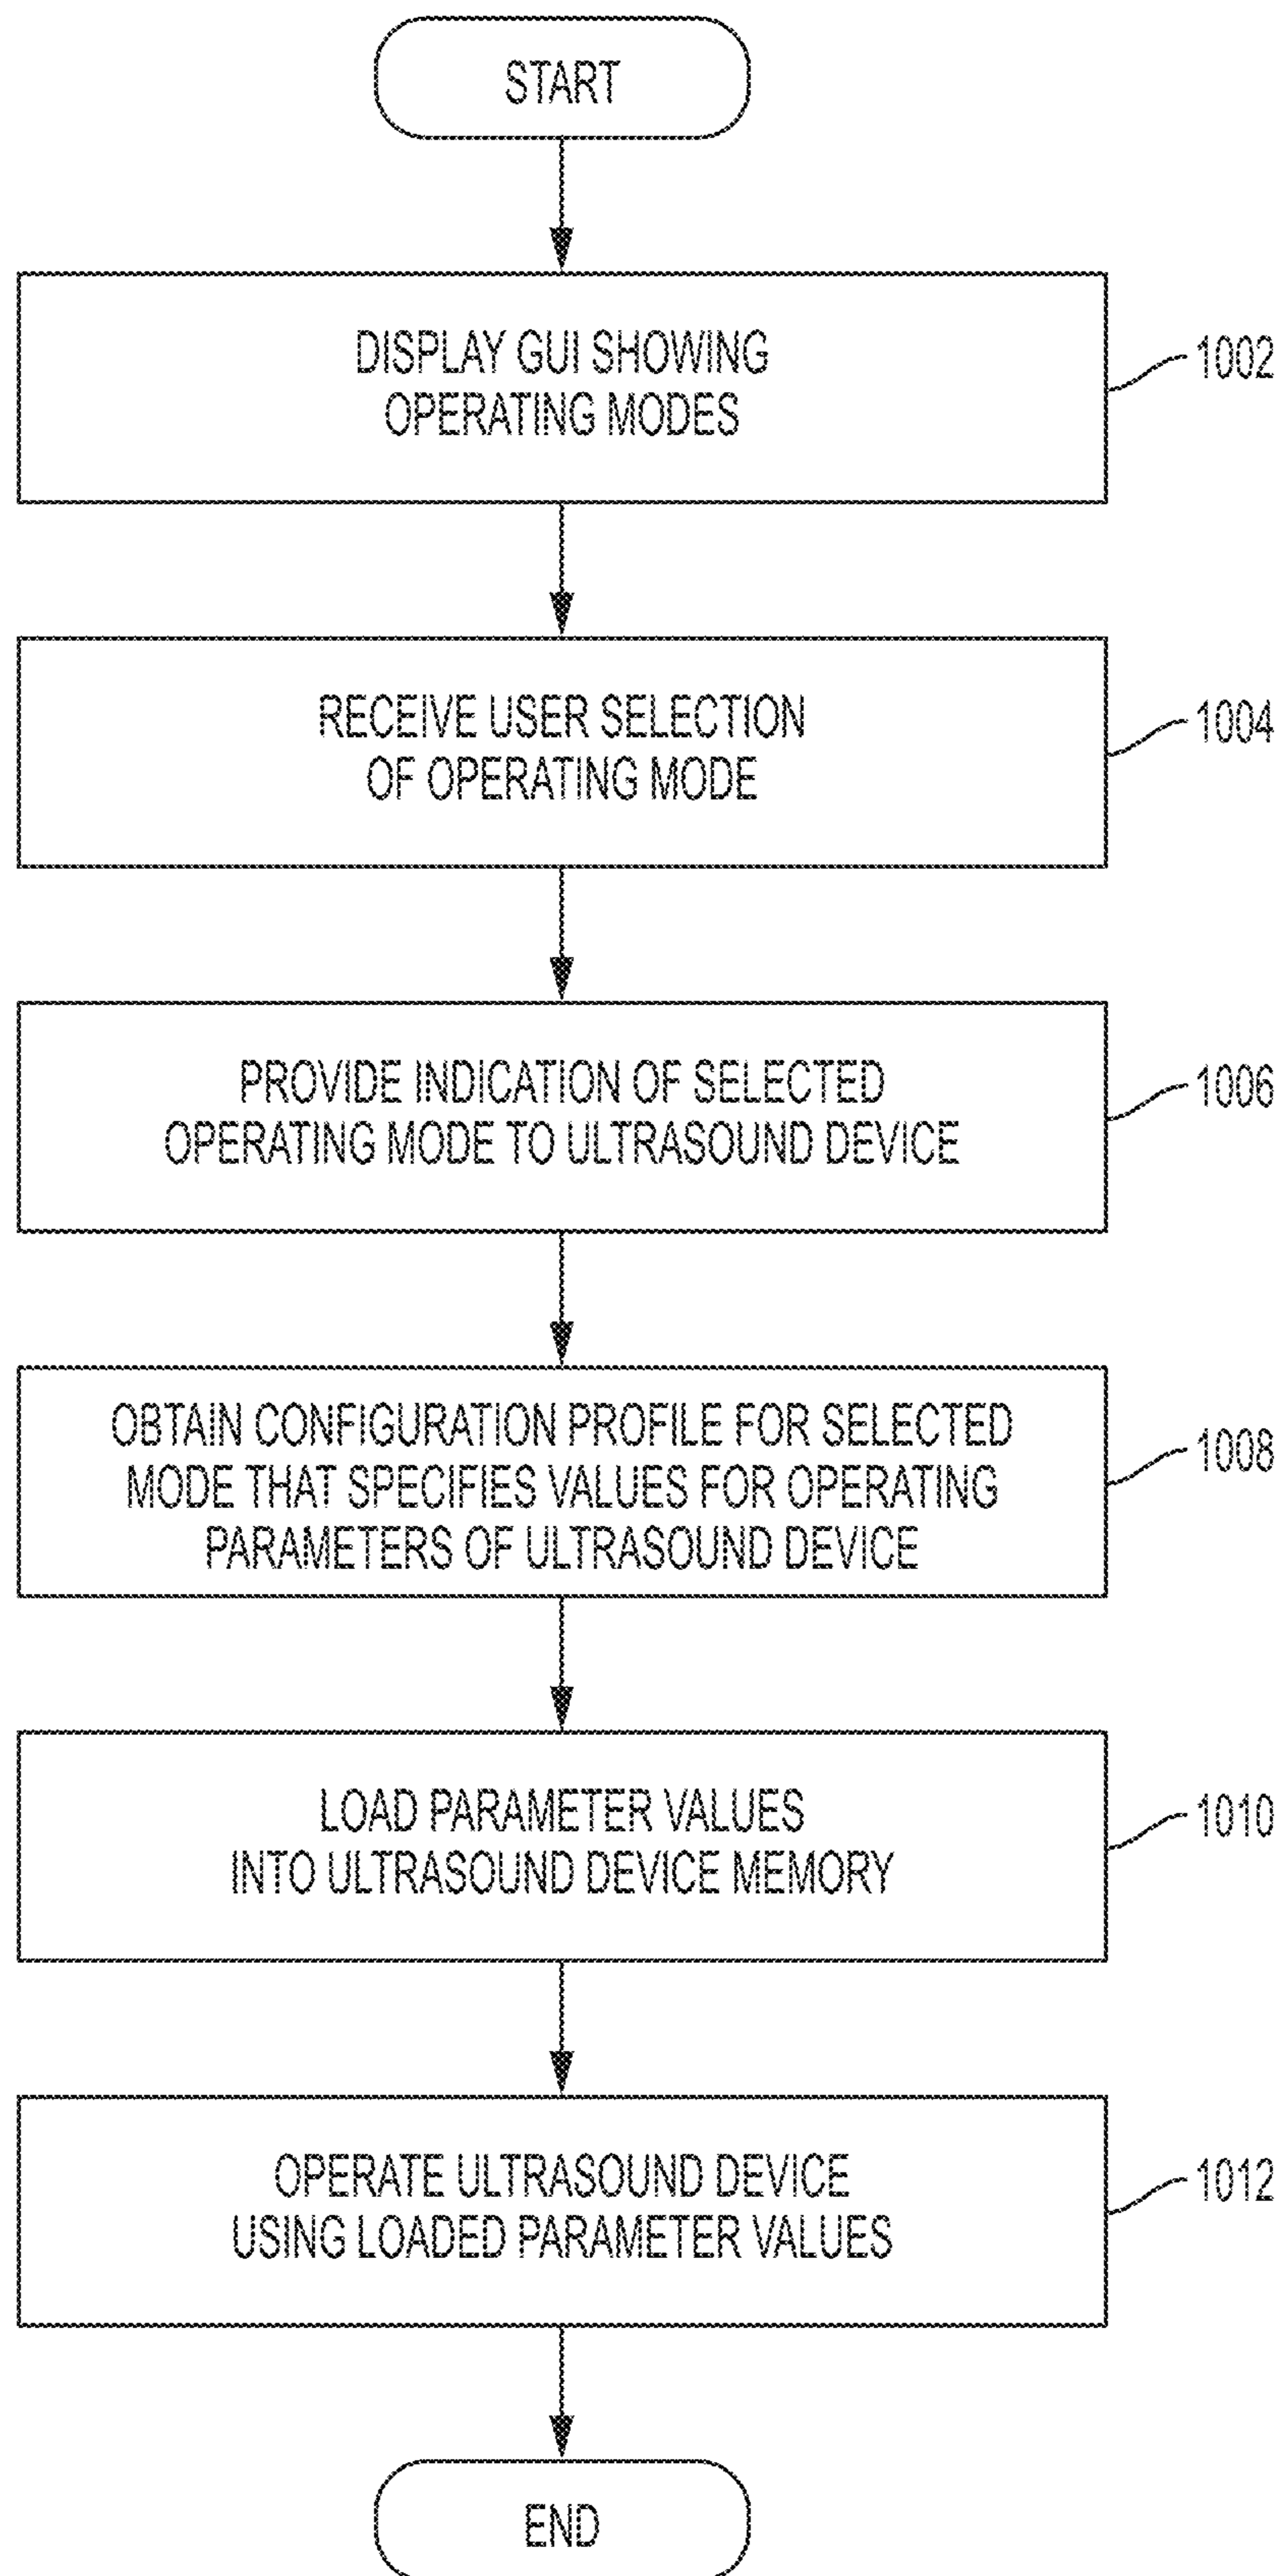 START
DISPLAY GUI SHOWING
OPERATING MODES
1002
RECEIVE USER SELECTION
OF OPERATING MODE
1004
PROVIDE INDICATION OF SELECTED
OPERATING MODE TO ULTRASOUND DEVICE
1006
OBTAIN CONFIGURATION PROFILE FOR SELECTED
MODE THAT SPECIFIES VALUES FOR OPERATING
PARAMETERS OF ULTRASOUND DEVICE
1008
LOAD PARAMETER VALUES
INTO ULTRASOUND DEVICE MEMORY
1010
OPERATE ULTRASOUND DEVICE
USING LOADED PARAMETER VALUES
1012
END